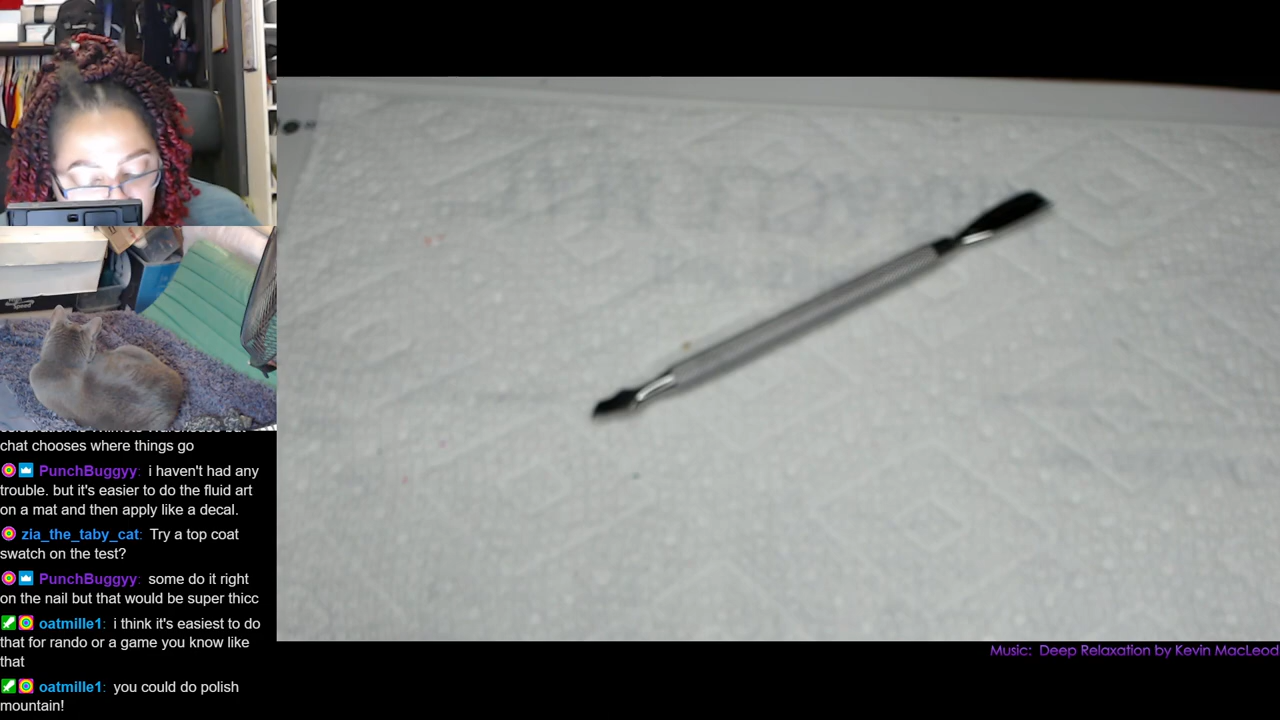 chat chooses where things go
PunchBuggyy: i haven't had any
trouble. but it's easier to do the fluid art
on a mat and then apply like a decal.
zia_the_taby_cat: Try a top coat
swatch on the test?
PunchBuggyy: some do it right
on the nail but that would be super thicc
oatmille1: i think it's easiest to do
that for rando or a game you know like
that
oatmille1: you could do polish
mountain!
Music: Deep Relaxation by Kevin MacLeod